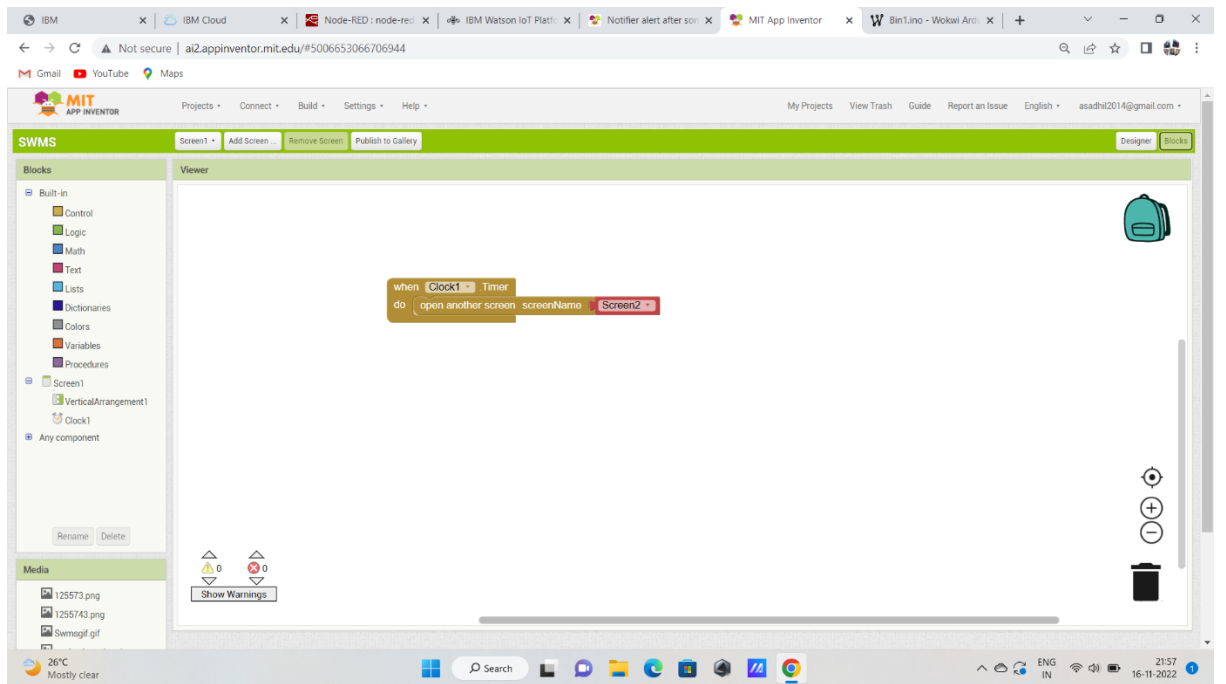 IBM
IBM Cloud
Node-RED : node-red
IBM Watson IoT Platfo
Notifier alert after som
MIT App Inventor
Bin1.ino - Wokwi Ardu
Not secure | ai2.appinventor.mit.edu/#5006653066706944
Gmail YouTube Maps
MIT
APP INVENTOR
Projects Connect Build Settings Help
My Projects View Trash Guide Report an Issue English asadhil2014@gmail.com
SWMS
Screen1 Add Screen ... Remove Screen Publish to Gallery
Designer Blocks
Blocks
Viewer
Built-in
Control
Logic
Math
Text
Lists
Dictionaries
Colors
Variables
Procedures
Screen1
VerticalArrangement1
Clock1
Any component
Rename Delete
when Clock1 .Timer
do open another screen screenName Screen2
0 0
Show Warnings
Media
125573.png
1255743.png
Swmsgif.gif
26°C
Mostly clear
Search
ENG
IN
21:57
16-11-2022
1